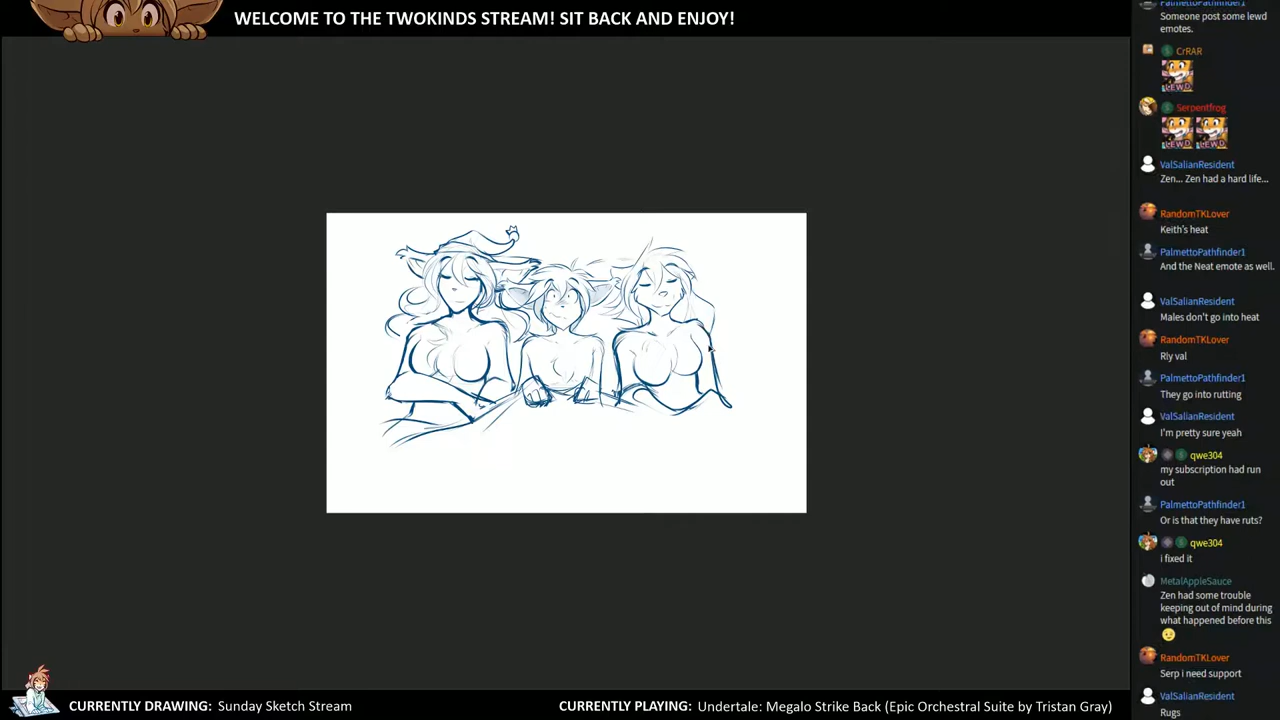 WELCOME TO THE TWOKINDS STREAM! SIT BACK AND ENJOY!
PalmettoPathfinder1
Someone post some lewd
emotes.
CrRAR
LEWD
Serpentfrog
LEWD LEWD
ValSalianResident
Zen... Zen had a hard life...
RandomTKLover
Keith's heat
PalmettoPathfinder1
And the Neat emote as well.
ValSalianResident
Males don't go into heat
RandomTKLover
Rly val
PalmettoPathfinder1
They go into rutting
ValSalianResident
I'm pretty sure yeah
qwe304
my subscription had run
out
PalmettoPathfinder1
Or is that they have ruts?
qwe304
i fixed it
MetalAppleSauce
Zen had some trouble
keeping out of mind during
what happened before this
RandomTKLover
Serp i need support
ValSalianResident
Rugs
CURRENTLY DRAWING: Sunday Sketch Stream
CURRENTLY PLAYING: Undertale: Megalo Strike Back (Epic Orchestral Suite by Tristan Gray)